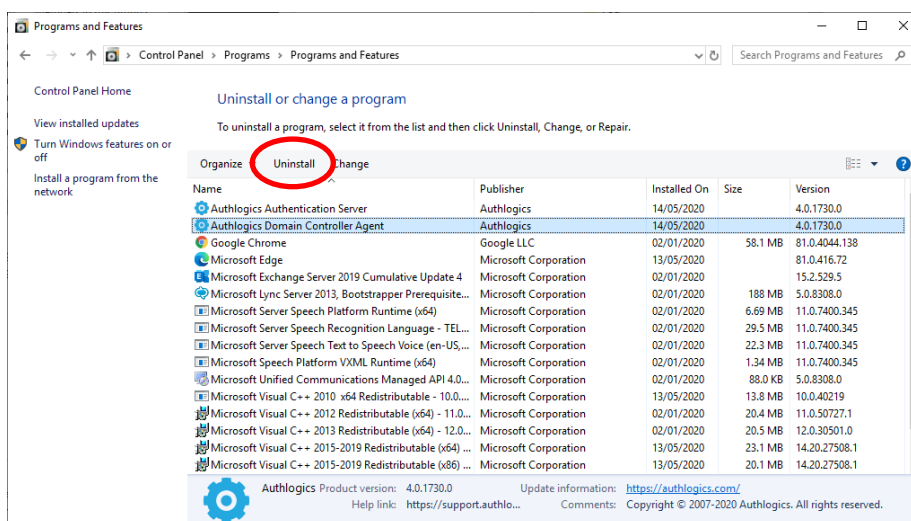 Programs and Features
Control Panel > Programs > Programs and Features
Search Programs and Features
Control Panel Home
View installed updates
Turn Windows features on or
off
Install a program from the
network
Uninstall or change a program
To uninstall a program, select it from the list and then click Uninstall, Change, or Repair.
Organize Uninstall Change
Name Publisher Installed On Size Version
Authlogics Authentication Server Authlogics 14/05/2020 4.0.1730.0
Authlogics Domain Controller Agent Authlogics 14/05/2020 4.0.1730.0
Google Chrome Google LLC 02/01/2020 58.1 MB 81.0.4044.138
Microsoft Edge Microsoft Corporation 13/05/2020 81.0.416.72
Microsoft Exchange Server 2019 Cumulative Update 4 Microsoft Corporation 02/01/2020 15.2.529.5
Microsoft Lync Server 2013, Bootstrapper Prerequisite... Microsoft Corporation 02/01/2020 188 MB 5.0.8308.0
Microsoft Server Speech Platform Runtime (x64) Microsoft Corporation 02/01/2020 6.69 MB 11.0.7400.345
Microsoft Server Speech Recognition Language - TEL... Microsoft Corporation 02/01/2020 29.5 MB 11.0.7400.345
Microsoft Server Speech Text to Speech Voice (en-US,... Microsoft Corporation 02/01/2020 22.3 MB 11.0.7400.345
Microsoft Speech Platform VXML Runtime (x64) Microsoft Corporation 02/01/2020 1.34 MB 11.0.7400.345
Microsoft Unified Communications Managed API 4.0... Microsoft Corporation 02/01/2020 88.0 KB 5.0.8308.0
Microsoft Visual C++ 2010 x64 Redistributable - 10.0.... Microsoft Corporation 13/05/2020 13.8 MB 10.0.40219
Microsoft Visual C++ 2012 Redistributable (x64) - 11.0... Microsoft Corporation 02/01/2020 20.4 MB 11.0.50727.1
Microsoft Visual C++ 2013 Redistributable (x64) - 12.0... Microsoft Corporation 02/01/2020 20.5 MB 12.0.30501.0
Microsoft Visual C++ 2015-2019 Redistributable (x64) ... Microsoft Corporation 13/05/2020 23.1 MB 14.20.27508.1
Microsoft Visual C++ 2015-2019 Redistributable (x86) ... Microsoft Corporation 13/05/2020 20.1 MB 14.20.27508.1
Authlogics Product version: 4.0.1730.0 Update information: https://authlogics.com/
Help link: https://support.authlo... Comments: Copyright © 2007-2020 Authlogics. All rights reserved.